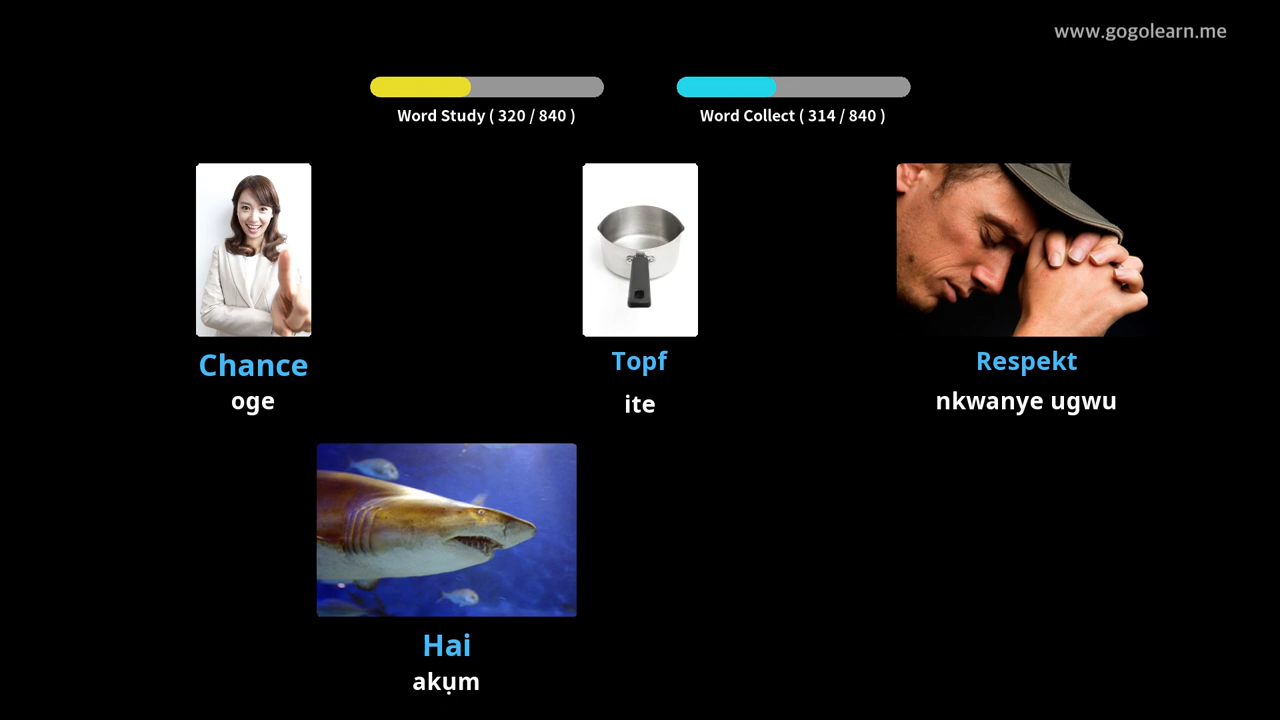 www.gogolearn.me
Word Study ( 320 / 840 )
Word Collect ( 314 / 840 )
Chance
oge
Topf
ite
Respekt
nkwanye ugwu
Hai
akụm